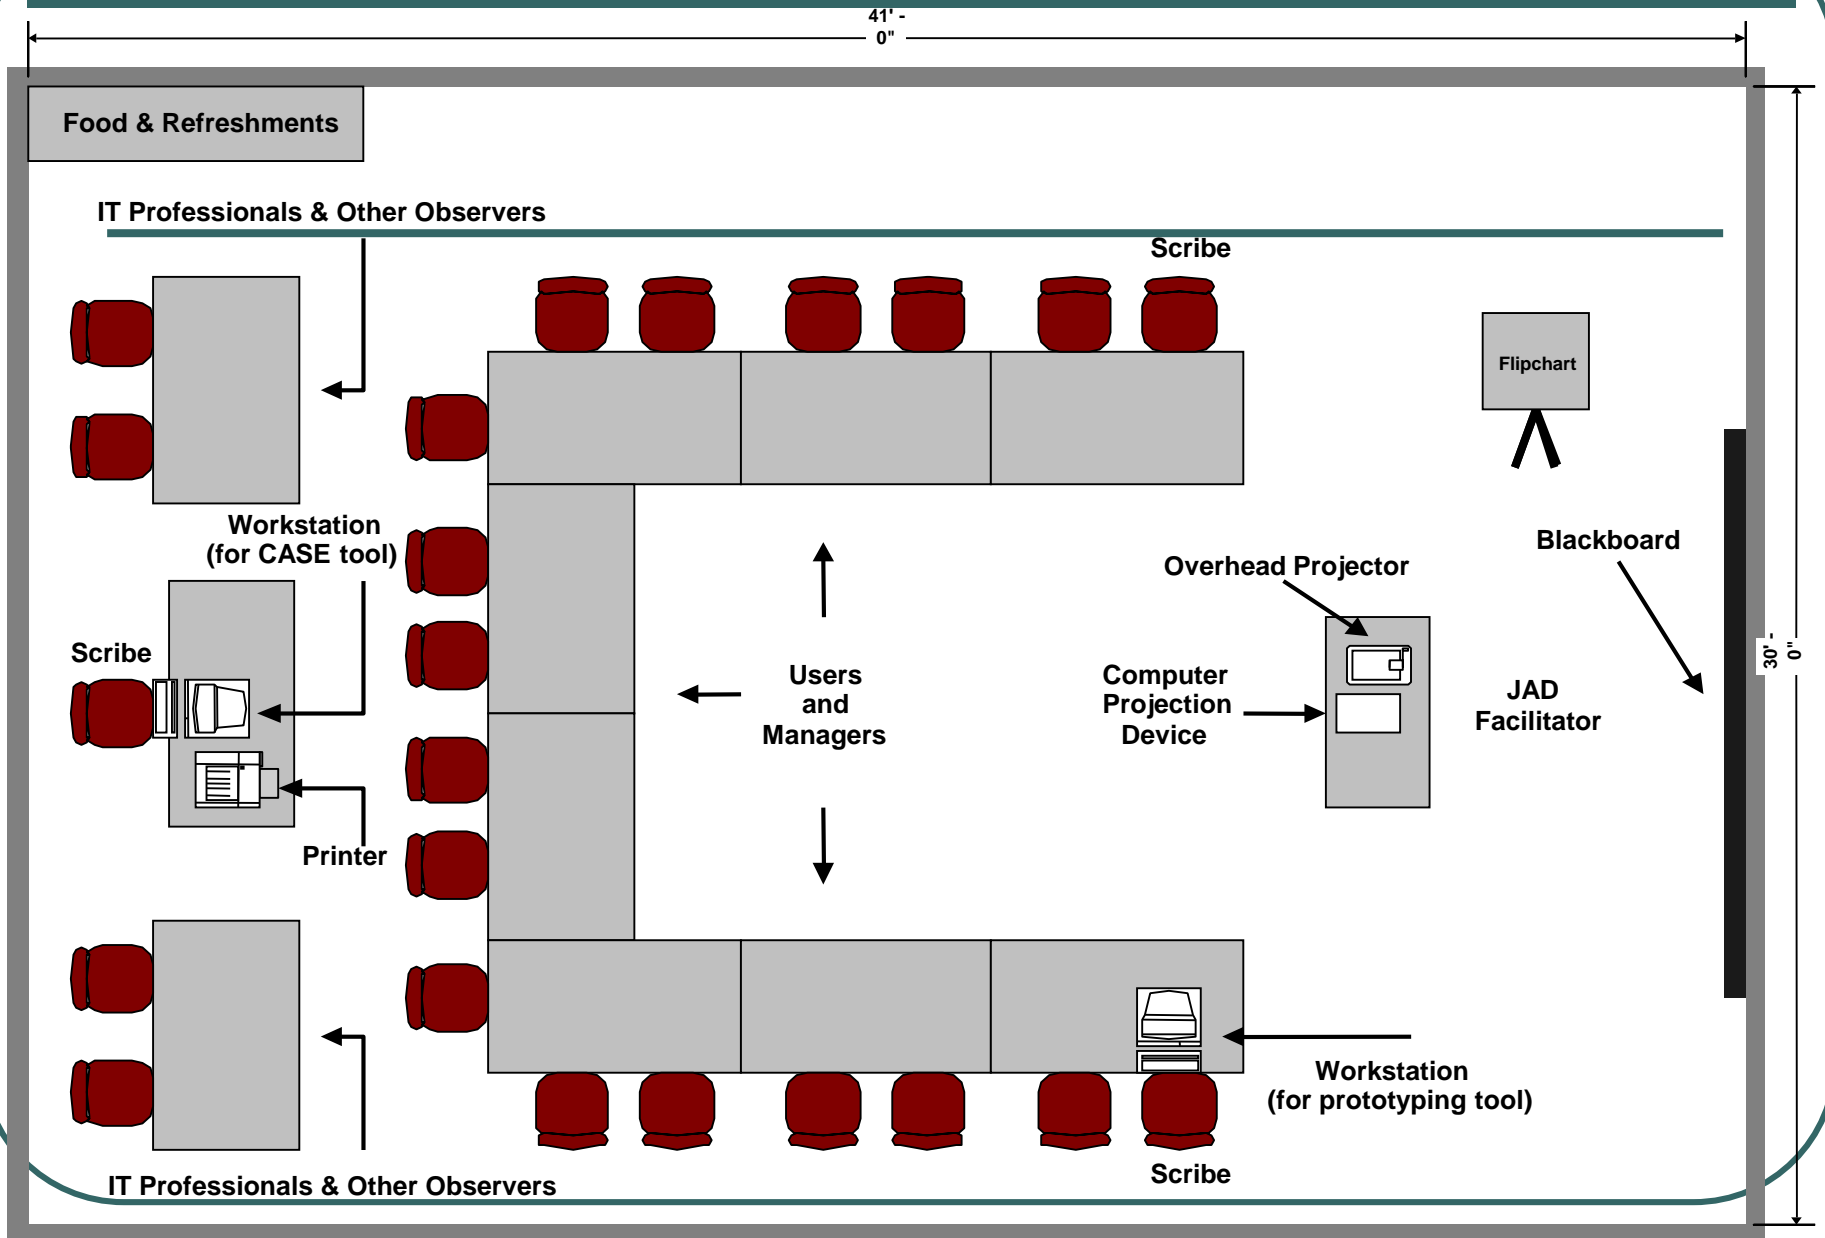 41' -
0"
Food & Refreshments
IT Professionals & Other Observers
Scribe
Flipchart
Workstation
(for CASE tool)
Blackboard
Overhead Projector
30' -
0"
Scribe
Users
and
Managers
Computer
Projection
Device
JAD
Facilitator
Printer
Workstation
(for prototyping tool)
Scribe
IT Professionals & Other Observers